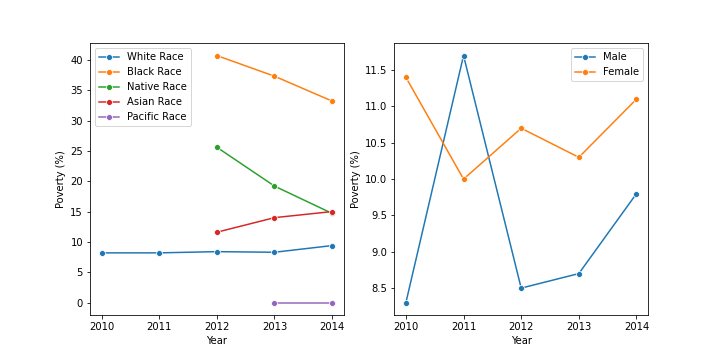 White Race
Black Race
Native Race
Asian Race
Pacific Race
40
35
30
25
20
15
10
5
0
Poverty (%)
2010 2011 2012 2013 2014
Year
Male
Female
11.5
11.0
10.5
10.0
9.5
9.0
8.5
Poverty (%)
2010 2011 2012 2013 2014
Year